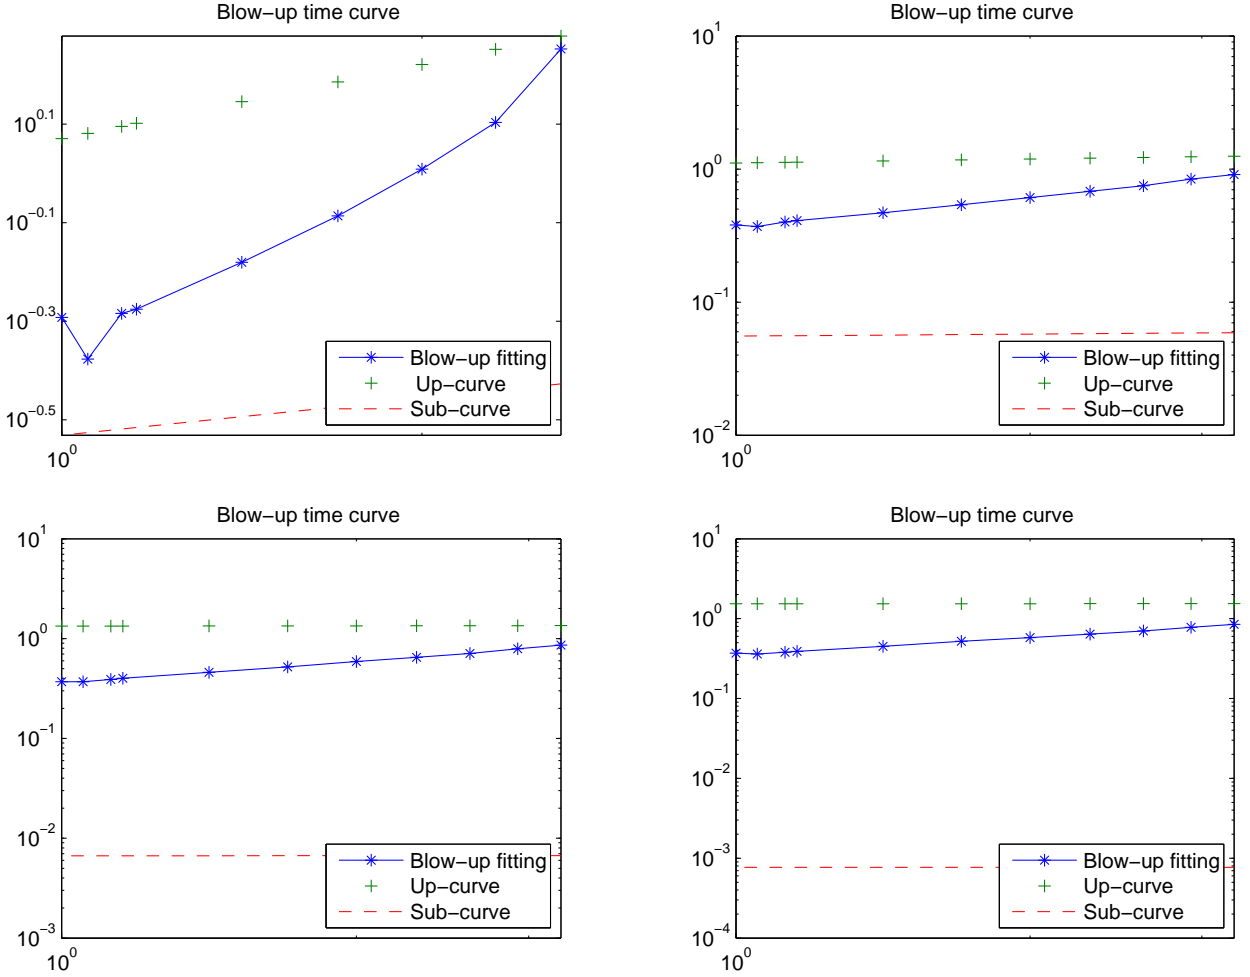 Blow-up time curve
10^0.1
10^-0.1
10^-0.3
10^-0.5
10^0
Blow-up fitting
Up-curve
Sub-curve
Blow-up time curve
10^1
10^0
10^-1
10^-2
10^0
Blow-up fitting
Up-curve
Sub-curve
Blow-up time curve
10^1
10^0
10^-1
10^-2
10^-3
10^0
Blow-up fitting
Up-curve
Sub-curve
Blow-up time curve
10^1
10^0
10^-1
10^-2
10^-3
10^-4
10^0
Blow-up fitting
Up-curve
Sub-curve